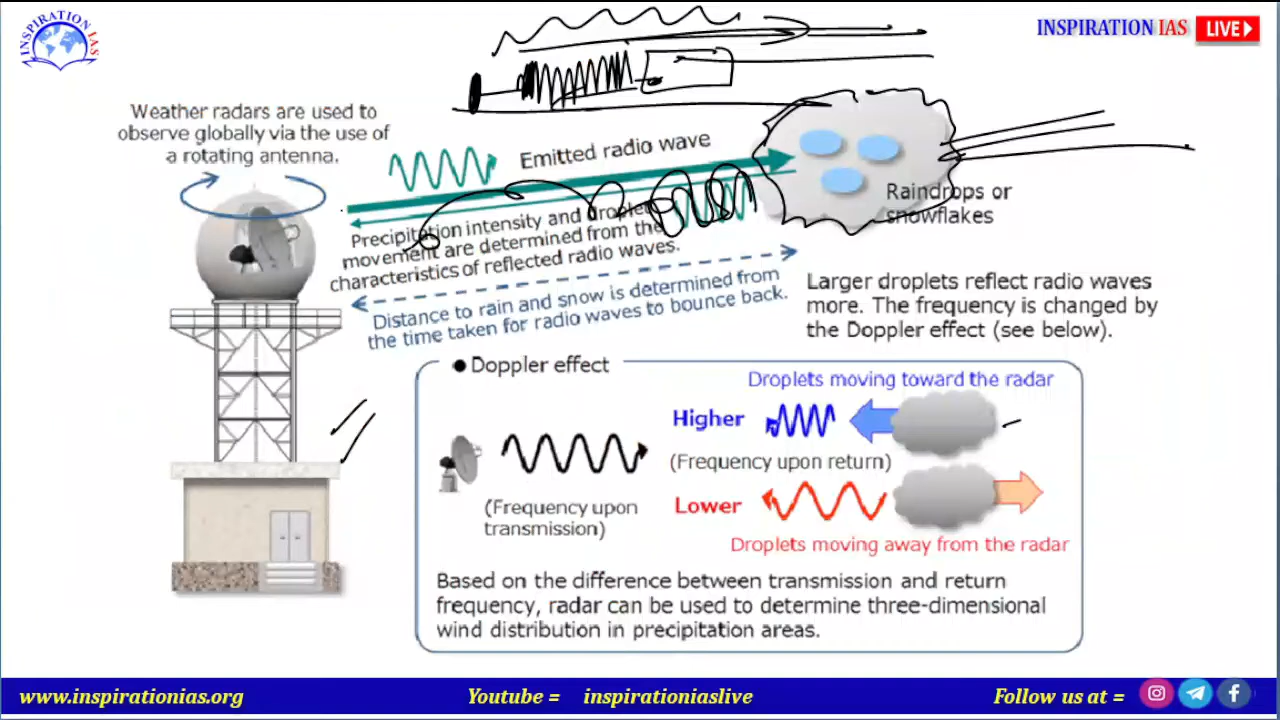 INSPIRATION IAS
INSPIRATION IAS LIVE
Weather radars are used to
observe globally via the use of
a rotating antenna.
Emitted radio wave
Precipitation intensity and droplet
movement are determined from the
characteristics of reflected radio waves.
Distance to rain and snow is determined from
the time taken for radio waves to bounce back.
Raindrops or
snowflakes
Larger droplets reflect radio waves
more. The frequency is changed by
the Doppler effect (see below).
● Doppler effect
Droplets moving toward the radar
Higher
(Frequency upon return)
(Frequency upon
transmission)
Lower
Droplets moving away from the radar
Based on the difference between transmission and return
frequency, radar can be used to determine three-dimensional
wind distribution in precipitation areas.
www.inspirationias.org
Youtube = inspirationiaslive
Follow us at =